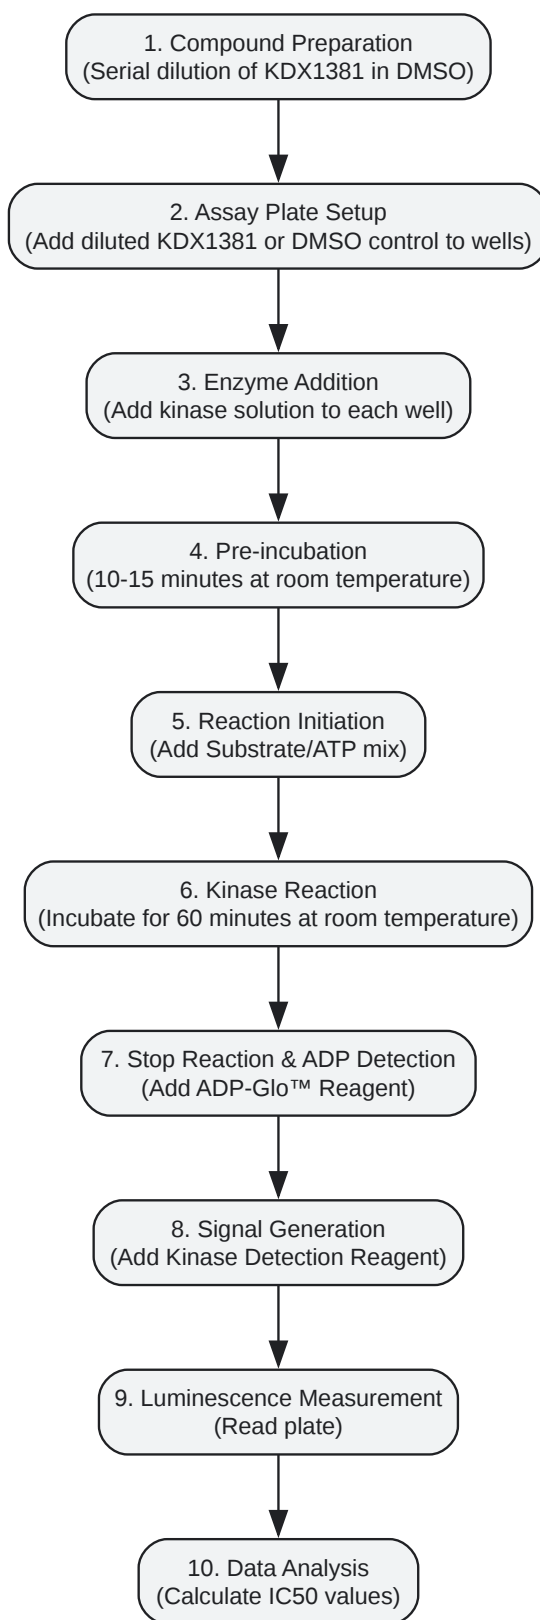 1. Compound Preparation
(Serial dilution of KDX1381 in DMSO)
2. Assay Plate Setup
(Add diluted KDX1381 or DMSO control to wells)
3. Enzyme Addition
(Add kinase solution to each well)
4. Pre-incubation
(10-15 minutes at room temperature)
5. Reaction Initiation
(Add Substrate/ATP mix)
6. Kinase Reaction
(Incubate for 60 minutes at room temperature)
7. Stop Reaction & ADP Detection
(Add ADP-Glo™ Reagent)
8. Signal Generation
(Add Kinase Detection Reagent)
9. Luminescence Measurement
(Read plate)
10. Data Analysis
(Calculate IC50 values)